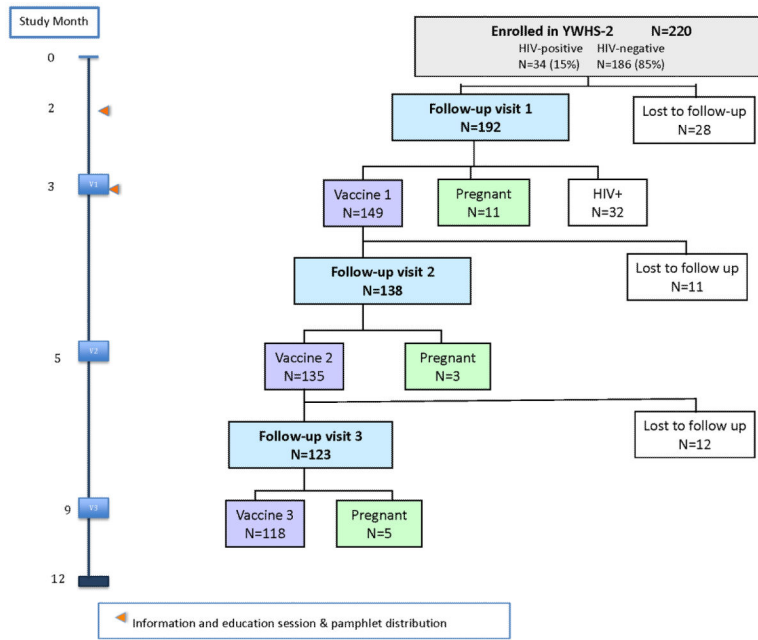 Study Month
0
2
3
5
9
12
V1
V2
V3
Enrolled in YWHS-2 N=220
HIV-positive HIV-negative
N=34 (15%) N=186 (85%)
Follow-up visit 1
N=192
Lost to follow-up
N=28
Vaccine 1
N=149
Pregnant
N=11
HIV+
N=32
Follow-up visit 2
N=138
Lost to follow up
N=11
Vaccine 2
N=135
Pregnant
N=3
Follow-up visit 3
N=123
Lost to follow up
N=12
Vaccine 3
N=118
Pregnant
N=5
Information and education session & pamphlet distribution